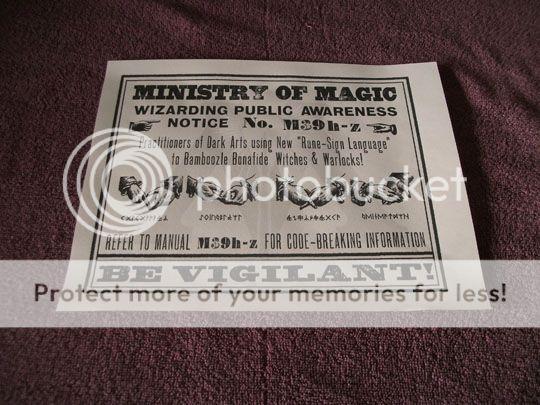 MINISTRY OF MAGIC
WIZARDING PUBLIC AWARENESS
NOTICE No. M39h-z
Practitioners of Dark Arts using New "Rune-Sign Language"
to Bamboozle Bonafide Witches & Warlocks!
photobucket
REFER TO MANUAL M39h-z FOR CODE-BREAKING INFORMATION
BE VIGILANT!
Protect more of your memories for less!